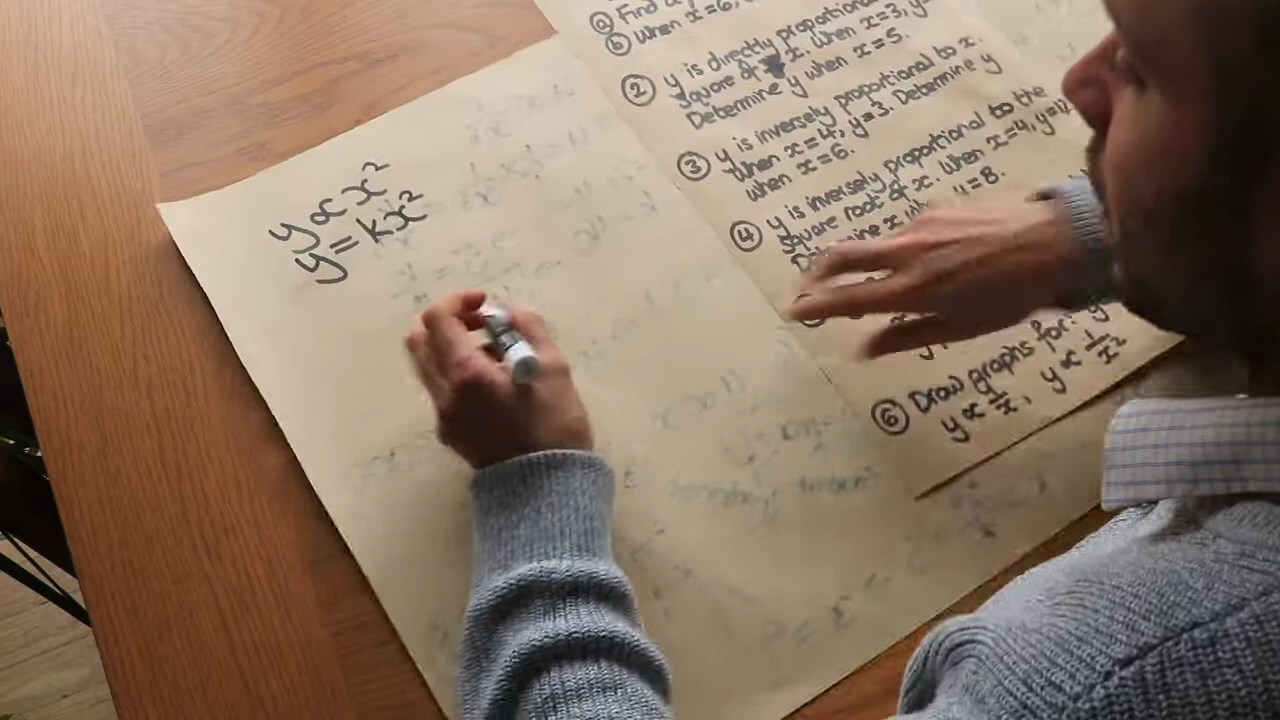 y ∝ x²
y = kx²
ⓐ Find a
ⓑ When x=6,
② y is directly proportional
square of x. When x=3, y=
Determine y when x=5.
③ y is inversely proportional to x.
When x=4, y=3. Determine y
when x=6.
④ y is inversely proportional to the
square root of x. When x=4, y=12
x y=8.
⑥ Draw graphs for: y
y ∝ 1/x, y ∝ 1/x²